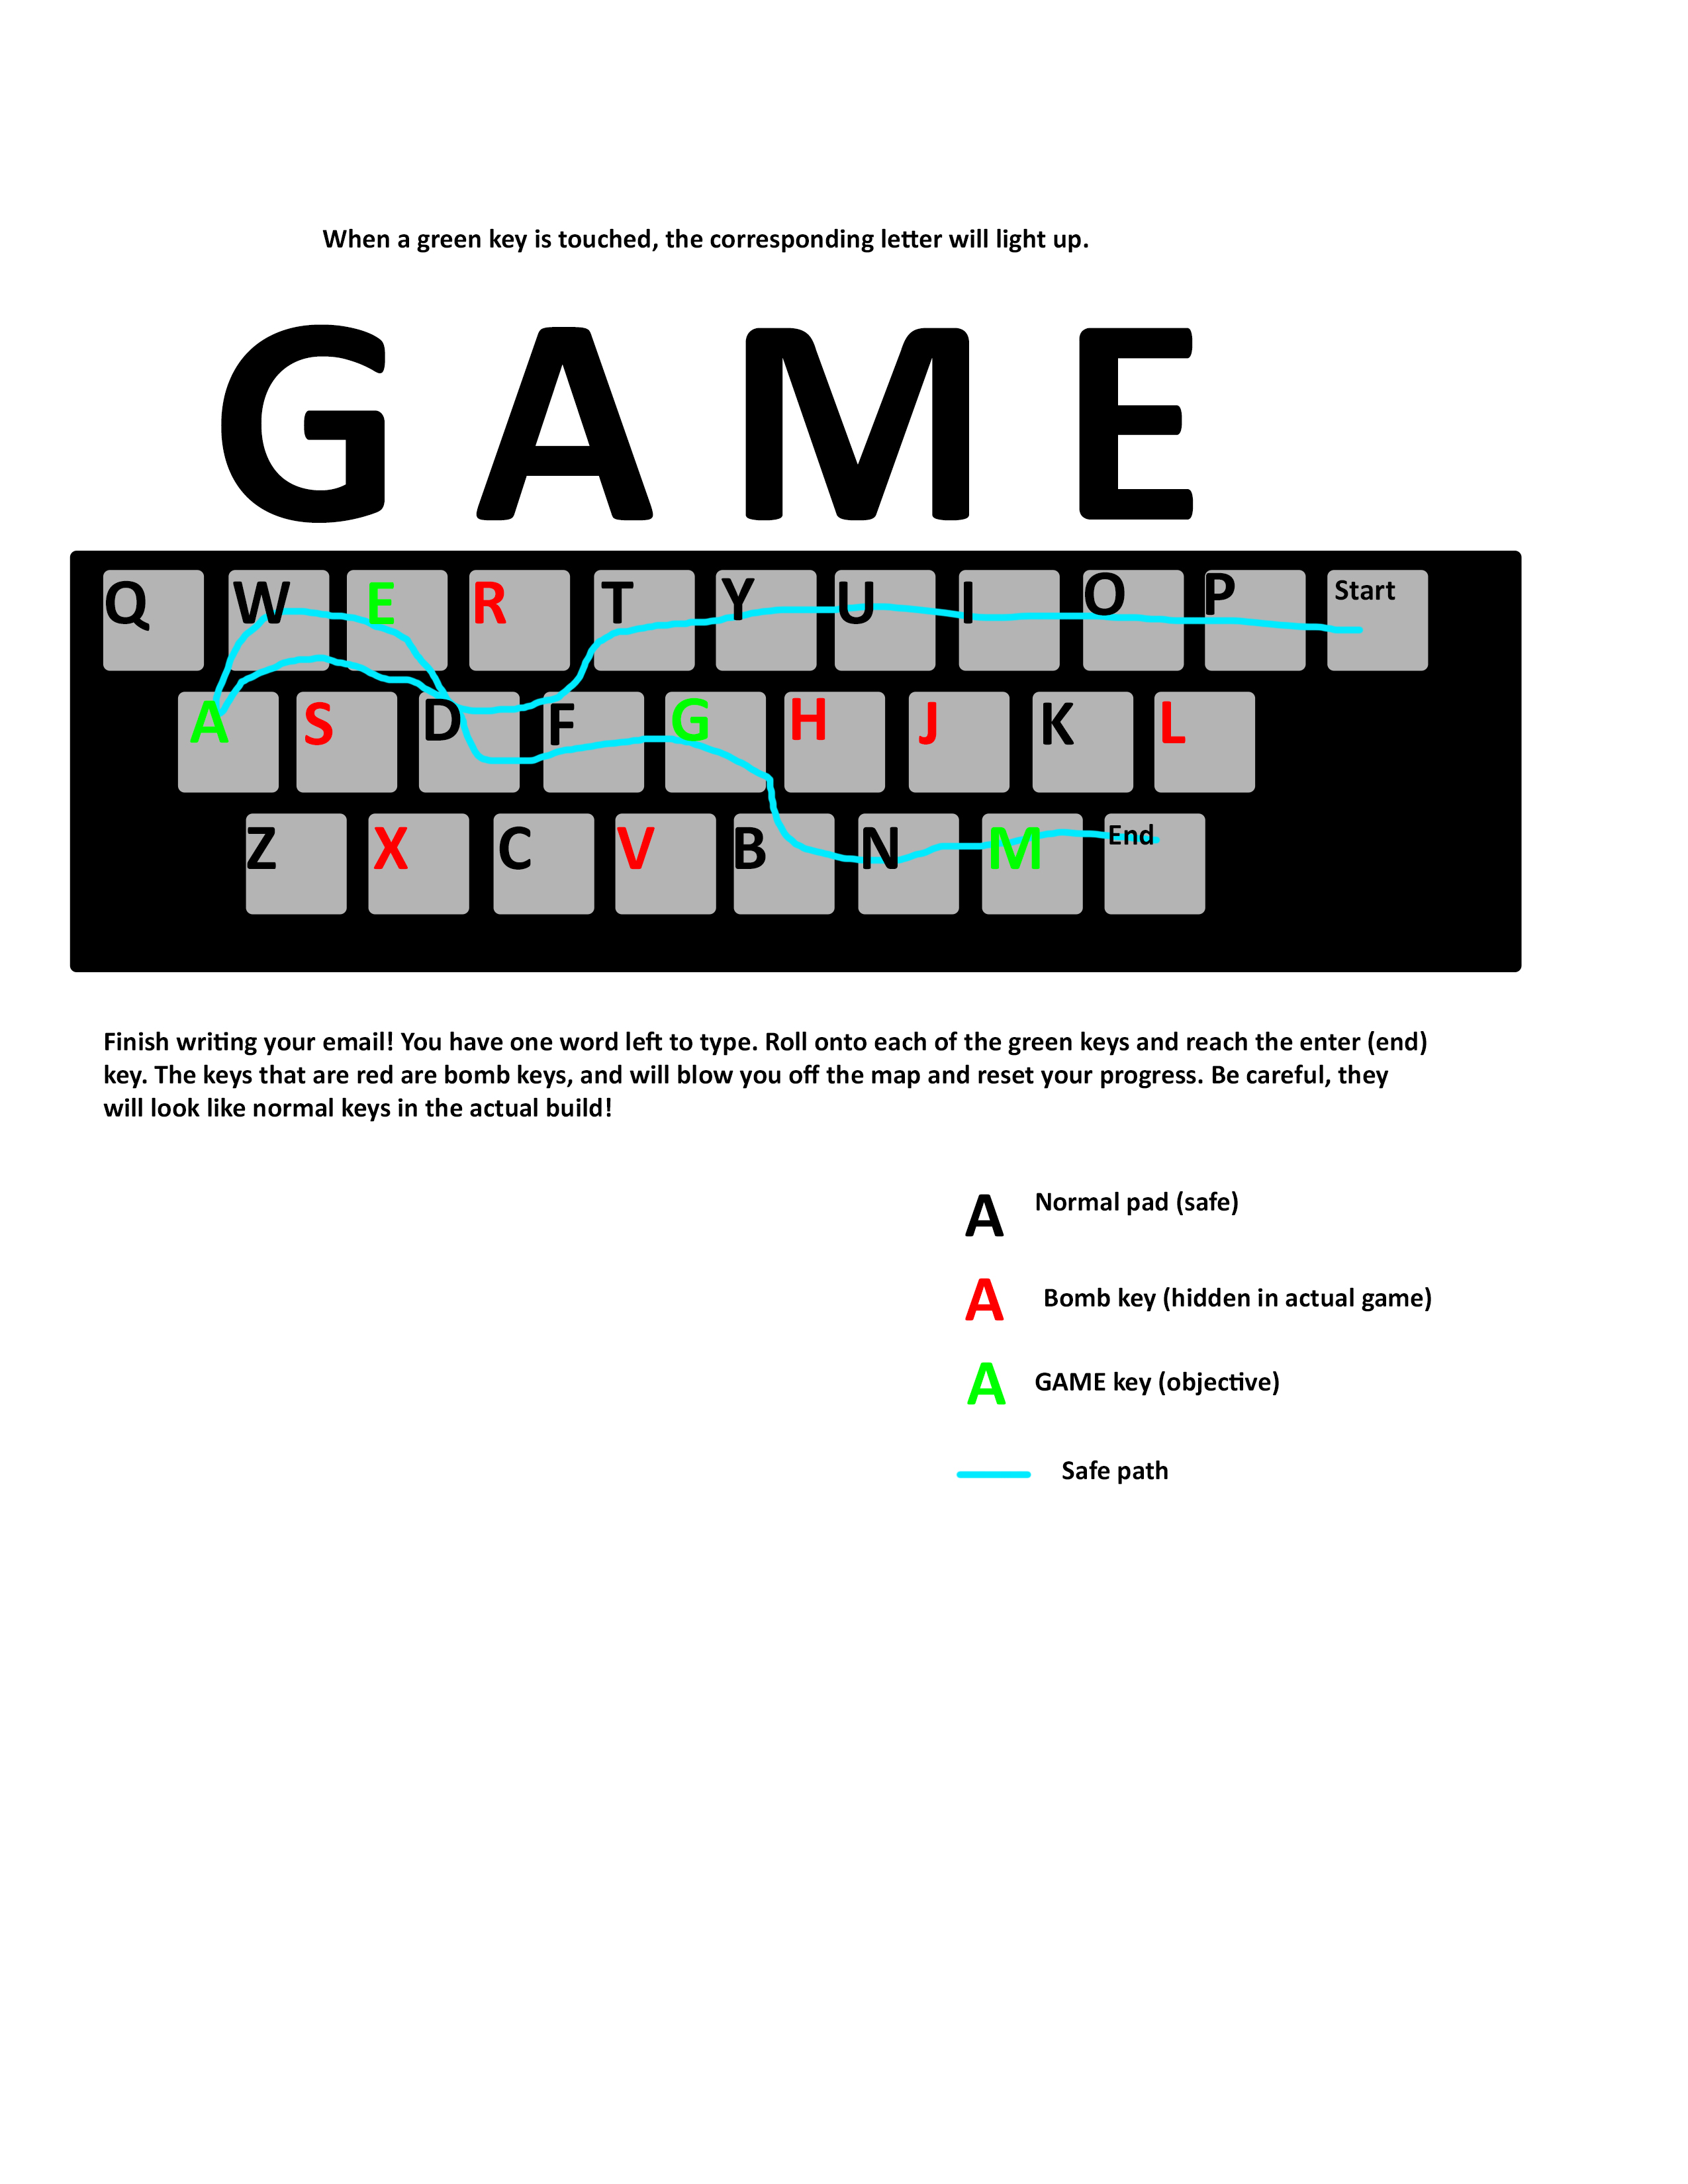 When a green key is touched, the corresponding letter will light up.
G A M E
Q W E R T Y U I O P Start
A S D F G H J K L
Z X C V B N M End
Finish writing your email! You have one word left to type. Roll onto each of the green keys and reach the enter (end)
key. The keys that are red are bomb keys, and will blow you off the map and reset your progress. Be careful, they
will look like normal keys in the actual build!
A Normal pad (safe)
A Bomb key (hidden in actual game)
A GAME key (objective)
Safe path